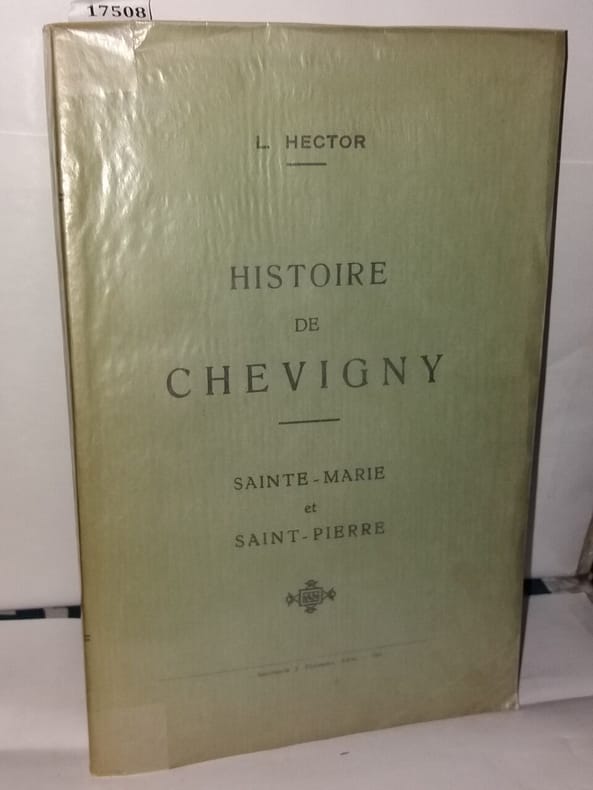 17508
L. HECTOR
HISTOIRE
DE
CHEVIGNY
SAINTE-MARIE
et
SAINT-PIERRE